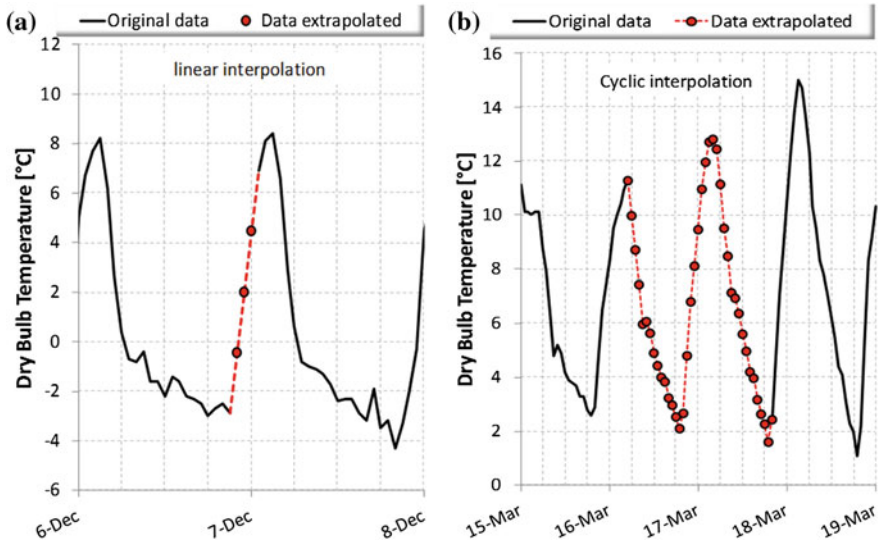 (a)
Original data
Data extrapolated
linear interpolation
Dry Bulb Temperature [°C]
12
10
8
6
4
2
0
-2
-4
-6
6-Dec
7-Dec
8-Dec
(b)
Original data
Data extrapolated
Cyclic interpolation
Dry Bulb Temperature [°C]
16
14
12
10
8
6
4
2
0
15-Mar
16-Mar
17-Mar
18-Mar
19-Mar